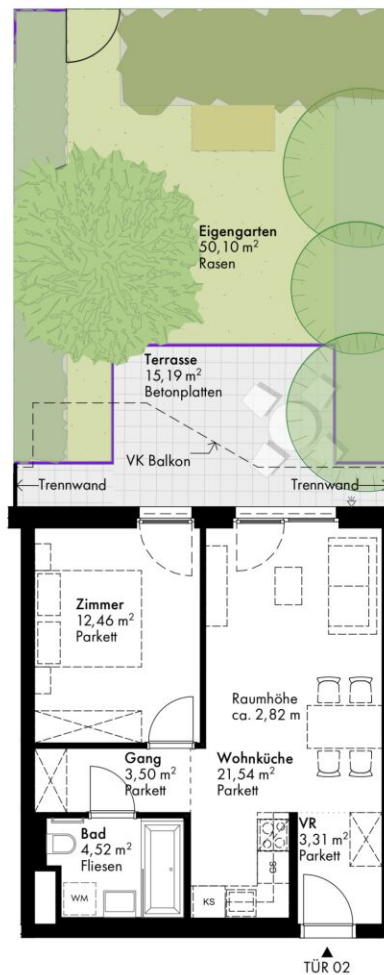 Eigengarten
50,10 m²
Rasen
Terrasse
15,19 m²
Betonplatten
VK Balkon
Trennwand
Trennwand
Zimmer
12,46 m²
Parkett
Raumhöhe
ca. 2,82 m
Gang
3,50 m²
Parkett
Wohnküche
21,54 m²
Parkett
Bad
4,52 m²
Fliesen
VR
3,31 m²
Parkett
GS
WM
KS
TÜR 02